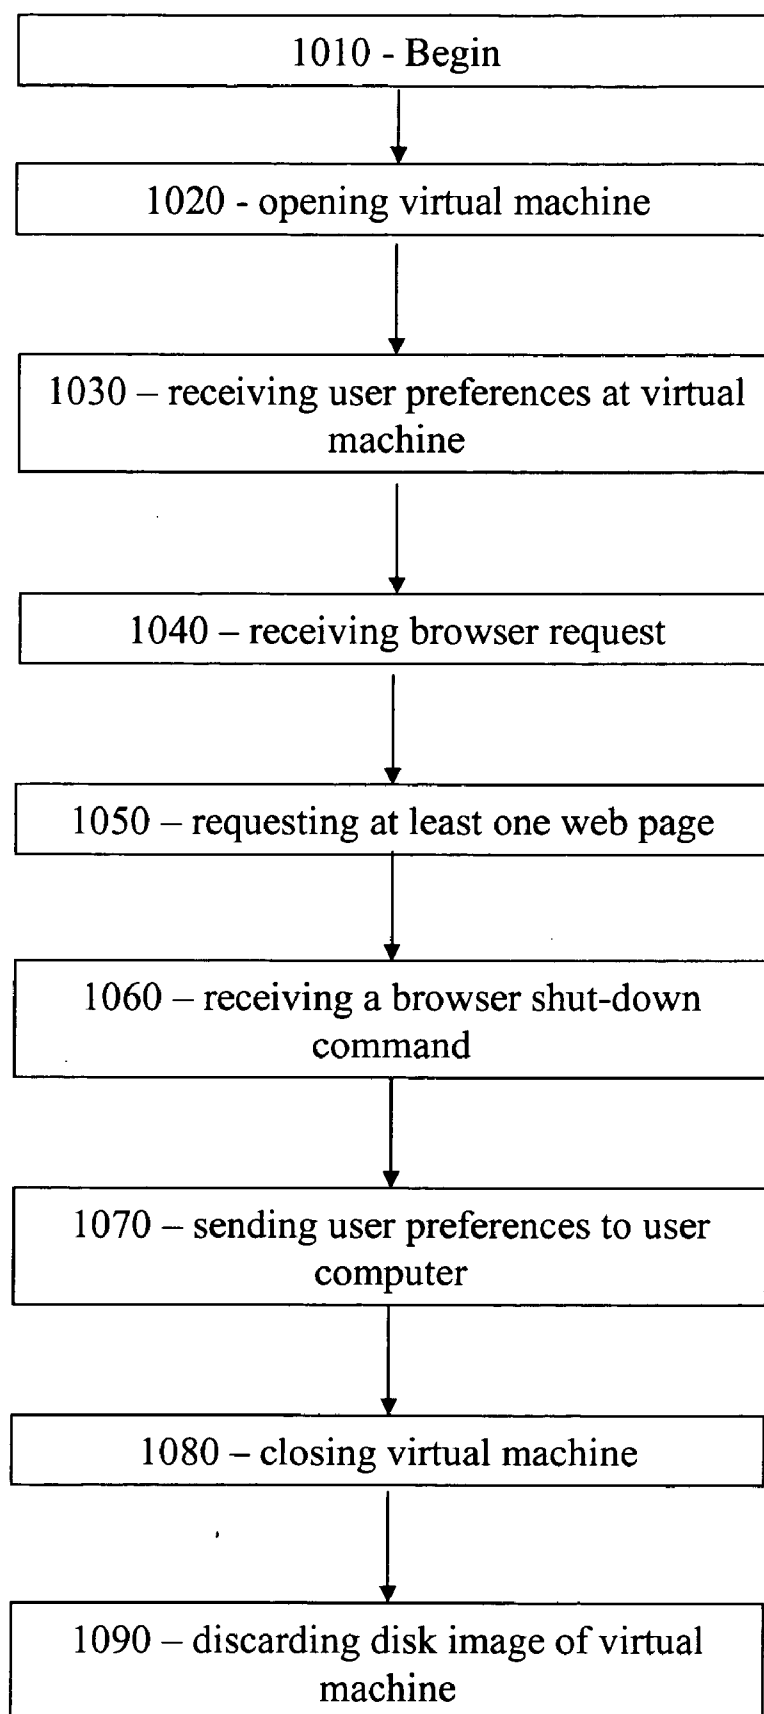 1010 - Begin
1020 - opening virtual machine
1030 – receiving user preferences at virtual
machine
1040 – receiving browser request
1050 – requesting at least one web page
1060 – receiving a browser shut-down
command
1070 – sending user preferences to user
computer
1080 – closing virtual machine
1090 – discarding disk image of virtual
machine